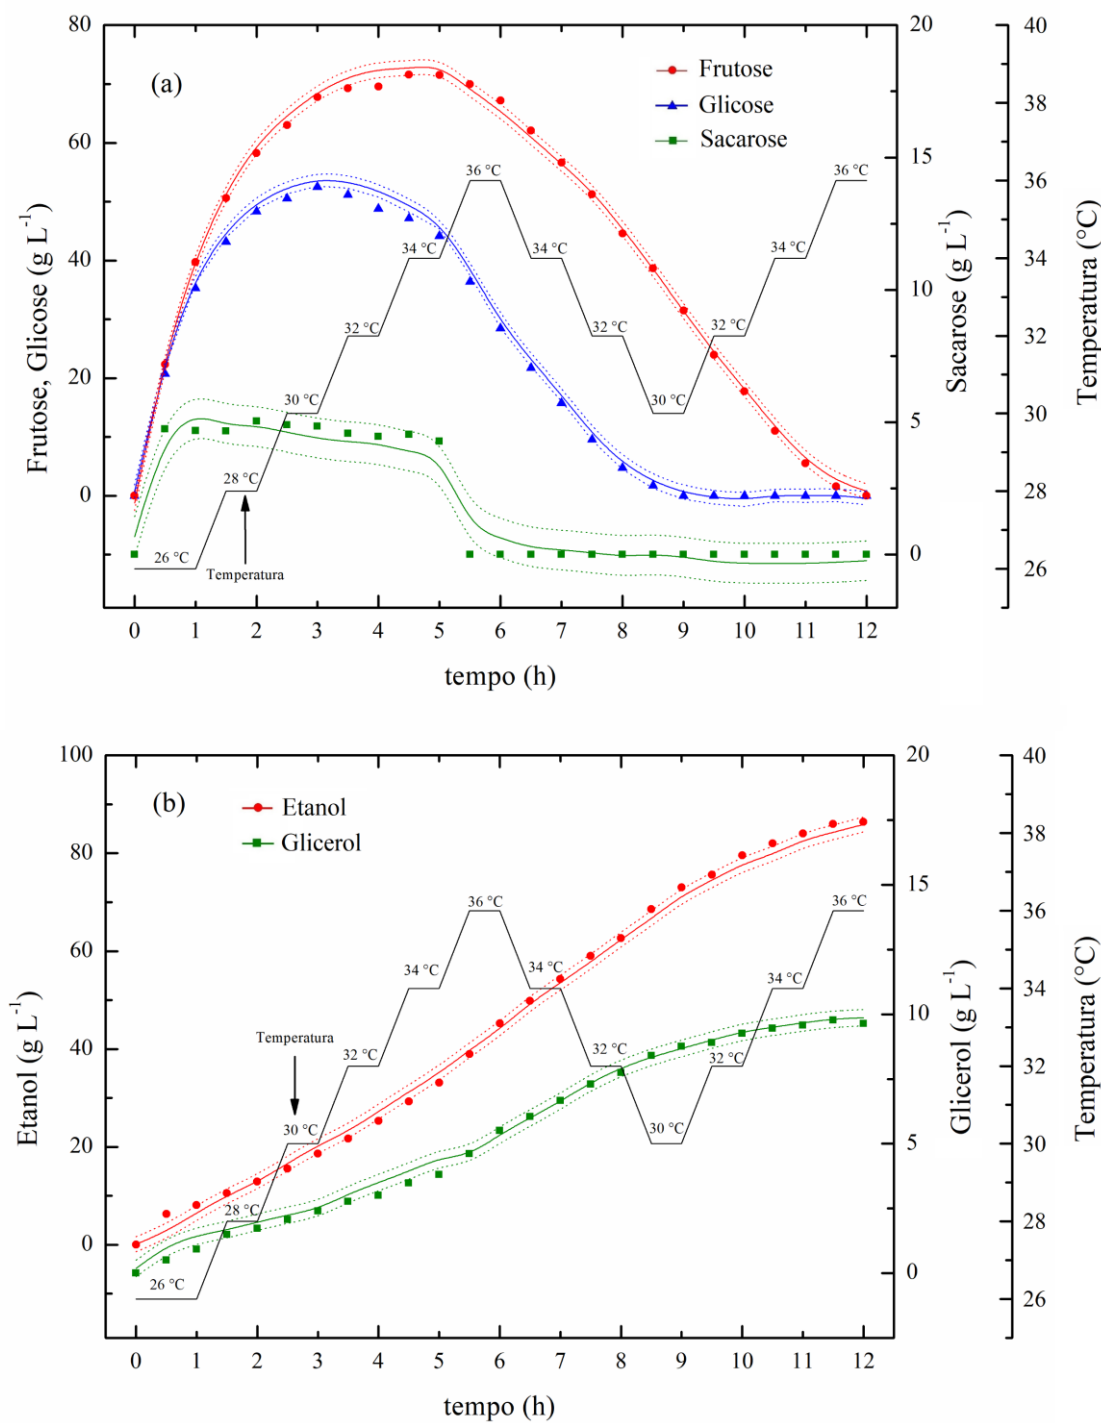 (a)
Frutose
Glicose
Sacarose
80
60
40
20
0
Frutose, Glicose (g L⁻¹)
20
15
10
5
0
Sacarose (g L⁻¹)
40
38
36
34
32
30
28
26
Temperatura (°C)
26 °C
28 °C
30 °C
32 °C
34 °C
36 °C
34 °C
32 °C
30 °C
32 °C
34 °C
36 °C
Temperatura
0 1 2 3 4 5 6 7 8 9 10 11 12
tempo (h)
(b)
Etanol
Glicerol
100
80
60
40
20
0
Etanol (g L⁻¹)
20
15
10
5
0
Glicerol (g L⁻¹)
40
38
36
34
32
30
28
26
Temperatura (°C)
26 °C
28 °C
30 °C
32 °C
34 °C
36 °C
34 °C
32 °C
30 °C
32 °C
34 °C
36 °C
Temperatura
0 1 2 3 4 5 6 7 8 9 10 11 12
tempo (h)